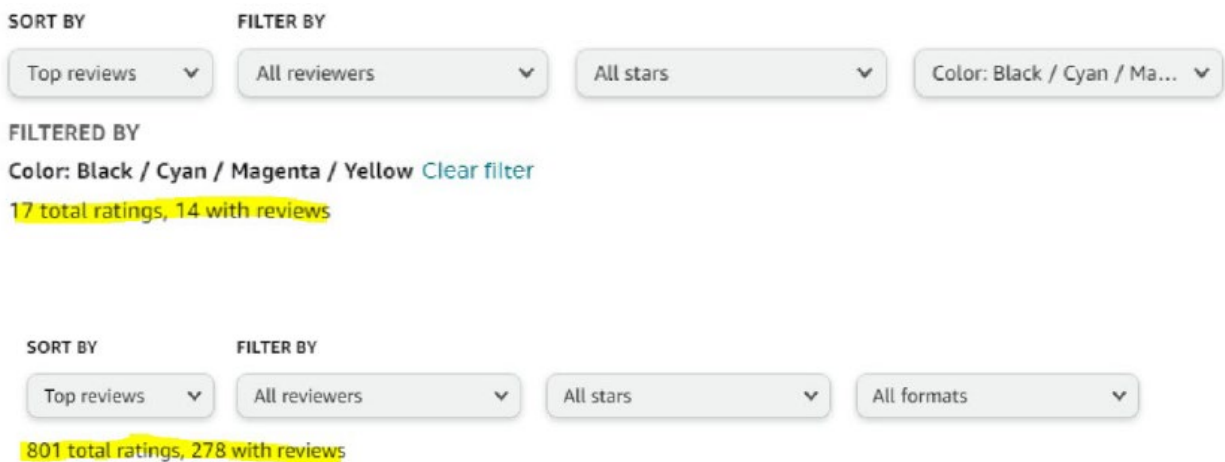 SORT BY FILTER BY
Top reviews All reviewers All stars Color: Black / Cyan / Ma...
FILTERED BY
Color: Black / Cyan / Magenta / Yellow Clear filter
17 total ratings, 14 with reviews
SORT BY FILTER BY
Top reviews All reviewers All stars All formats
801 total ratings, 278 with reviews